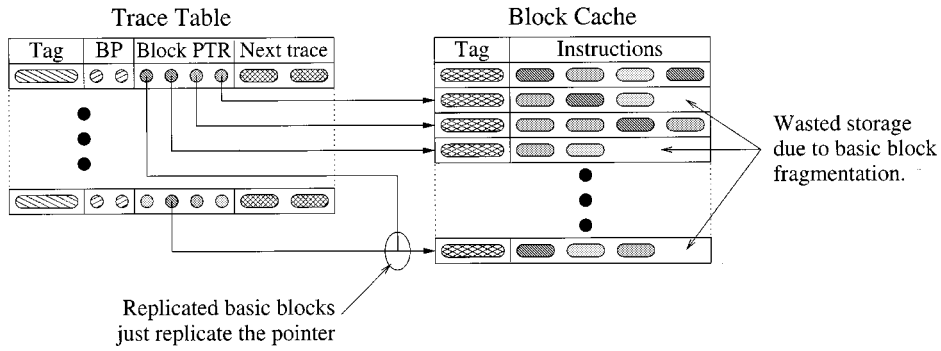 Trace Table
Block Cache
Tag BP Block PTR Next trace
Tag Instructions
Wasted storage
due to basic block
fragmentation.
Replicated basic blocks
just replicate the pointer